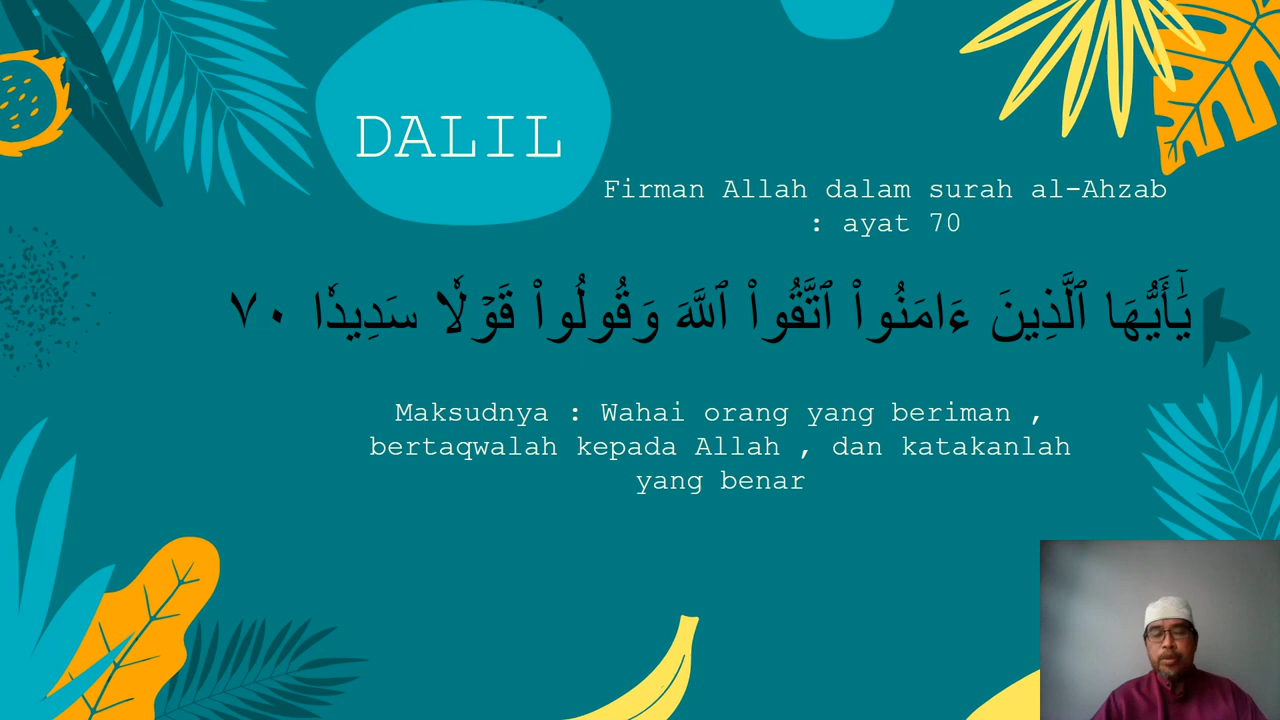 DALIL
Firman Allah dalam surah al-Ahzab
: ayat 70
يَٰٓأَيُّهَا ٱلَّذِينَ ءَامَنُواْ ٱتَّقُواْ ٱللَّهَ وَقُولُواْ قَوۡلٗا سَدِيدٗا ٧٠
Maksudnya : Wahai orang yang beriman ,
bertaqwalah kepada Allah , dan katakanlah
yang benar